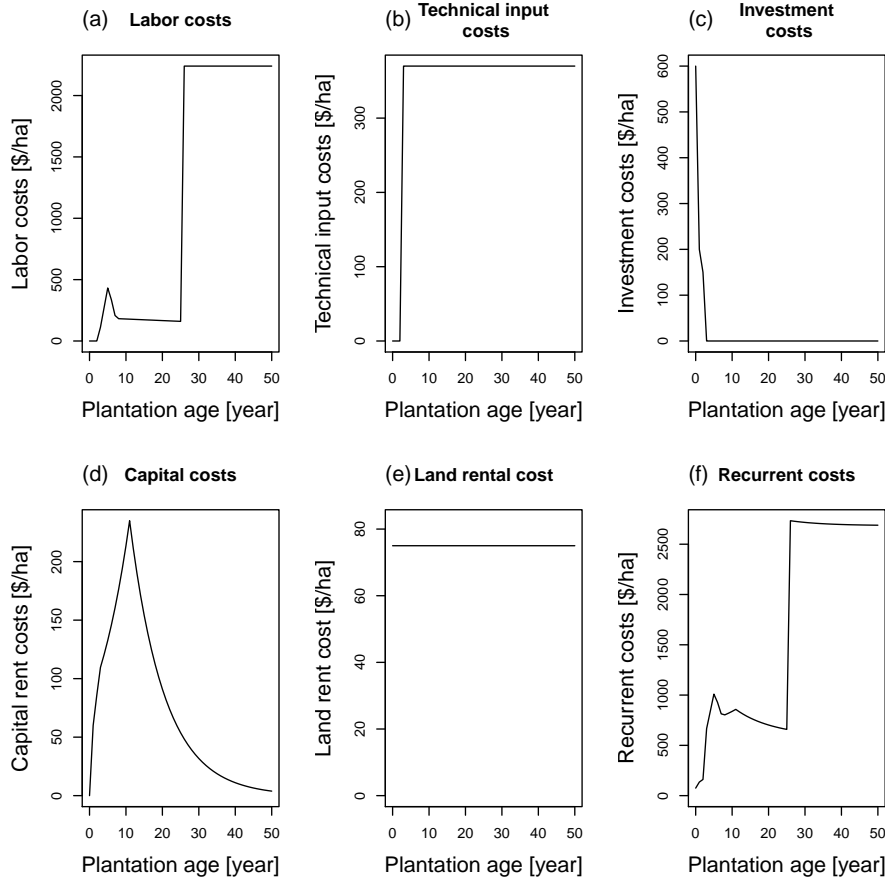 (a) Labor costs
Labor costs [$/ha]
0 500 1000 1500 2000
0 10 20 30 40 50
Plantation age [year]
(b) Technical input
costs
Technical input costs [$/ha]
0 100 200 300
0 10 20 30 40 50
Plantation age [year]
(c) Investment
costs
Investment costs [$/ha]
0 100 200 300 400 500 600
0 10 20 30 40 50
Plantation age [year]
(d) Capital costs
Capital rent costs [$/ha]
0 50 100 150 200
0 10 20 30 40 50
Plantation age [year]
(e) Land rental cost
Land rent cost [$/ha]
0 20 40 60 80
0 10 20 30 40 50
Plantation age [year]
(f) Recurrent costs
Recurrent costs [$/ha]
0 500 1000 1500 2000 2500
0 10 20 30 40 50
Plantation age [year]